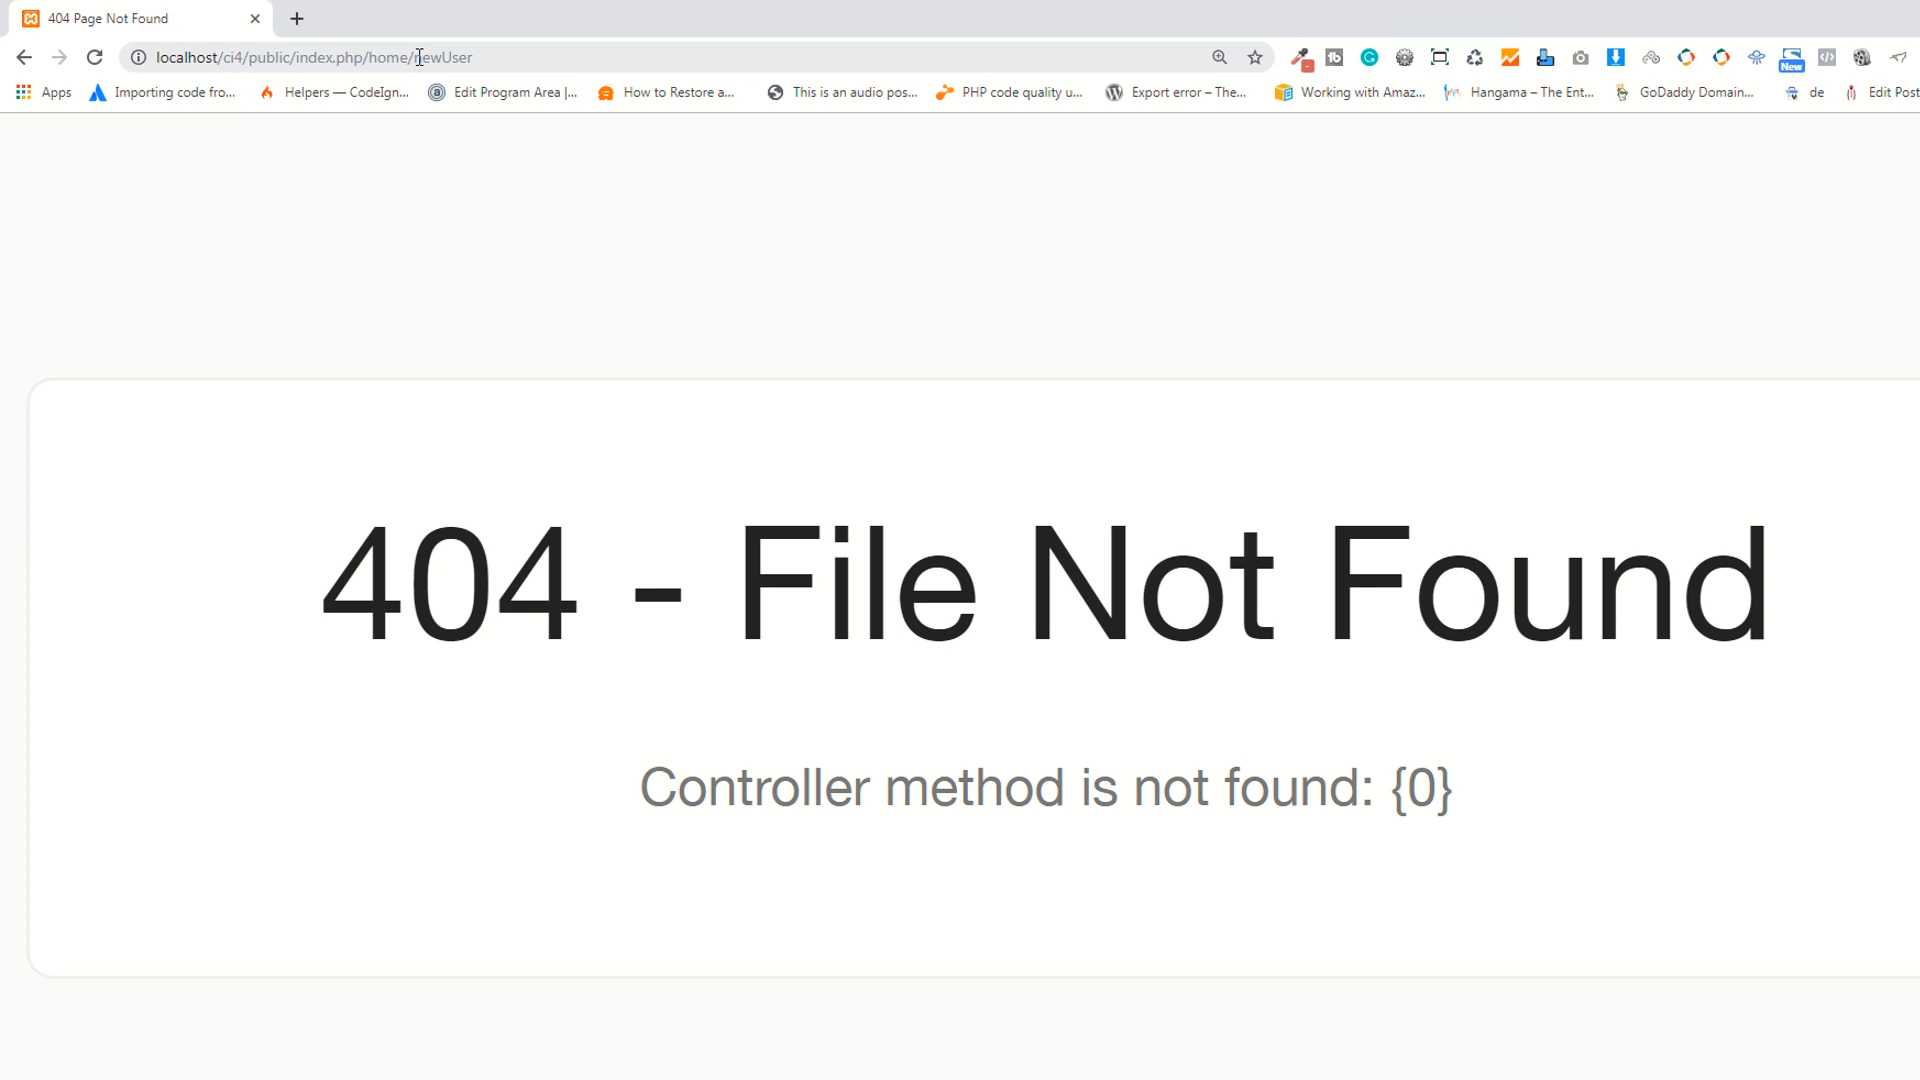 404 Page Not Found
localhost/ci4/public/index.php/home/newUser
New
Apps Importing code fro... Helpers — CodeIgn... Edit Program Area |... How to Restore a... This is an audio pos... PHP code quality u... Export error – The... Working with Amaz... Hangama – The Ent... GoDaddy Domain... de Edit Post
404 - File Not Found
Controller method is not found: {0}